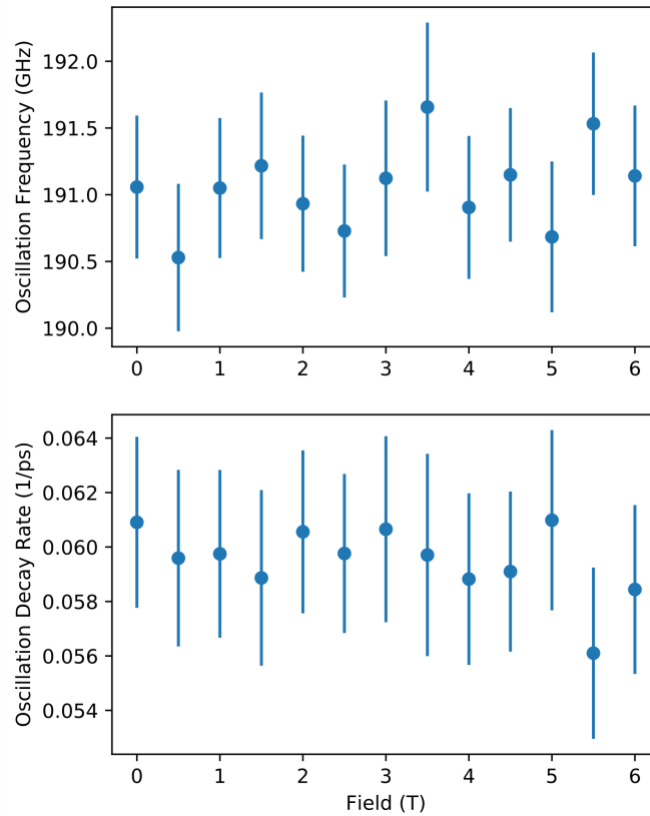 Oscillation Frequency (GHz)
192.0
191.5
191.0
190.5
190.0
0 1 2 3 4 5 6
Oscillation Decay Rate (1/ps)
0.064
0.062
0.060
0.058
0.056
0.054
0 1 2 3 4 5 6
Field (T)